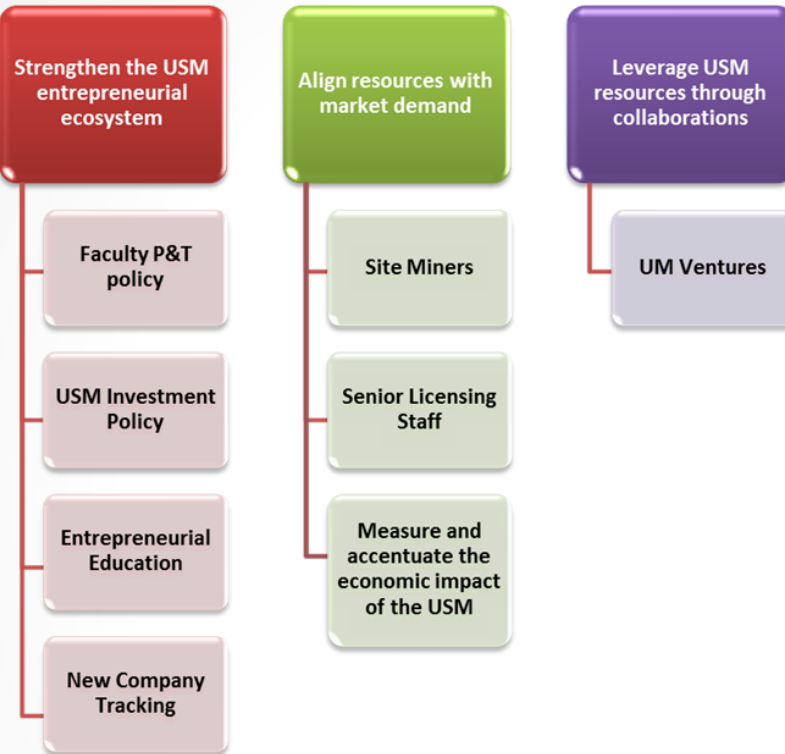 Strengthen the USM
entrepreneurial
ecosystem
Faculty P&T
policy
USM Investment
Policy
Entrepreneurial
Education
New Company
Tracking
Align resources with
market demand
Site Miners
Senior Licensing
Staff
Measure and
accentuate the
economic impact
of the USM
Leverage USM
resources through
collaborations
UM Ventures